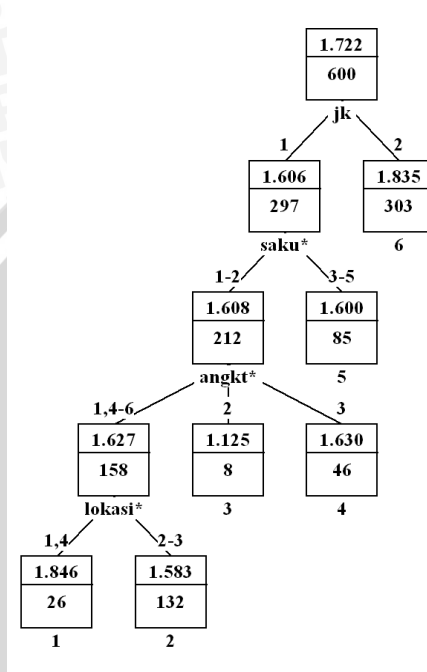 1.722
600
jk
1 2
1.606 1.835
297 303
saku* 6
1-2 3-5
1.608 1.600
212 85
angkt* 5
1,4-6 2 3
1.627 1.125 1.630
158 8 46
lokasi* 3 4
1,4 2-3
1.846 1.583
26 132
1 2